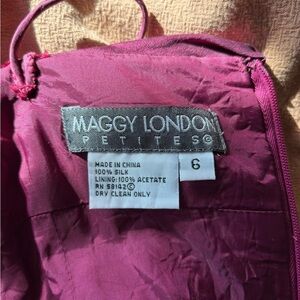 MAGGY LONDON
PETITES©
MADE IN CHINA
100% SILK
LINING: 100% ACETATE
RN 58142©
DRY CLEAN ONLY
6